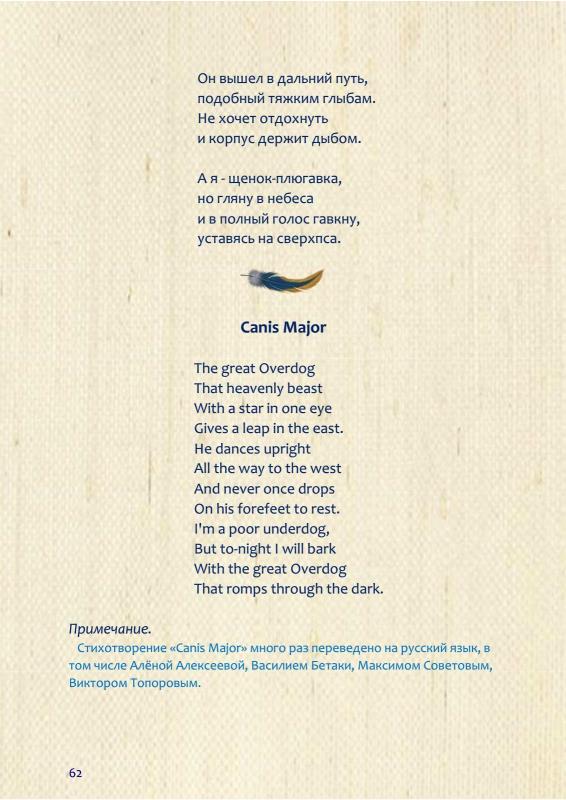 Он вышел в дальний путь,
подобный тяжким глыбам.
Не хочет отдохнуть
и корпус держит дыбом.
А я - щенок-плюгавка,
но гляну в небеса
и в полный голос гавкну,
уставясь на сверхпса.
Canis Major
The great Overdog
That heavenly beast
With a star in one eye
Gives a leap in the east.
He dances upright
All the way to the west
And never once drops
On his forefeet to rest.
I'm a poor underdog,
But to-night I will bark
With the great Overdog
That romps through the dark.
Примечание.
Стихотворение «Canis Major» много раз переведено на русский язык, в
том числе Алёной Алексеевой, Василием Бетаки, Максимом Советовым,
Виктором Топоровым.
62